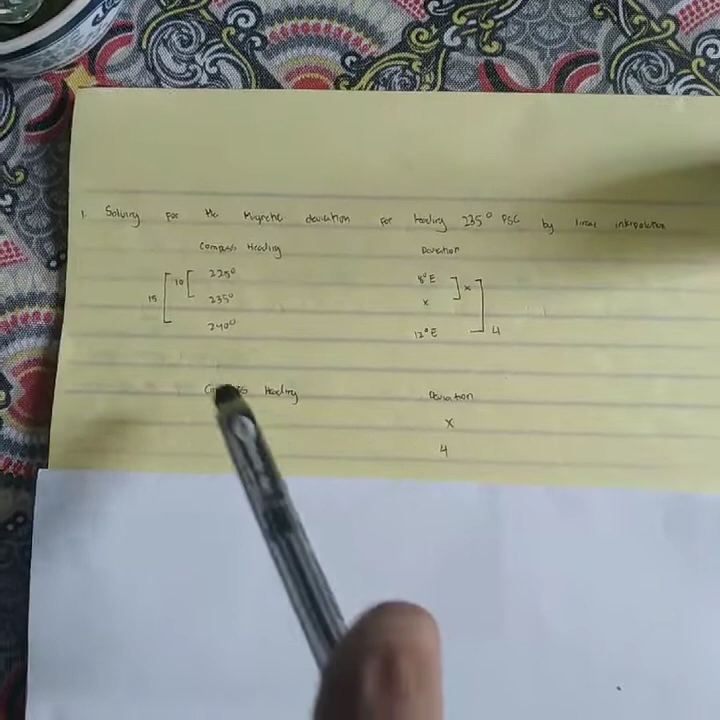 1. Solving for the Magnetic deviation for heading 235° PSC by linear interpolation
Compass Heading Deviation
15 10 225° 8°E x
235° x
240° 12°E 4
Compass Heading Deviation
x
4